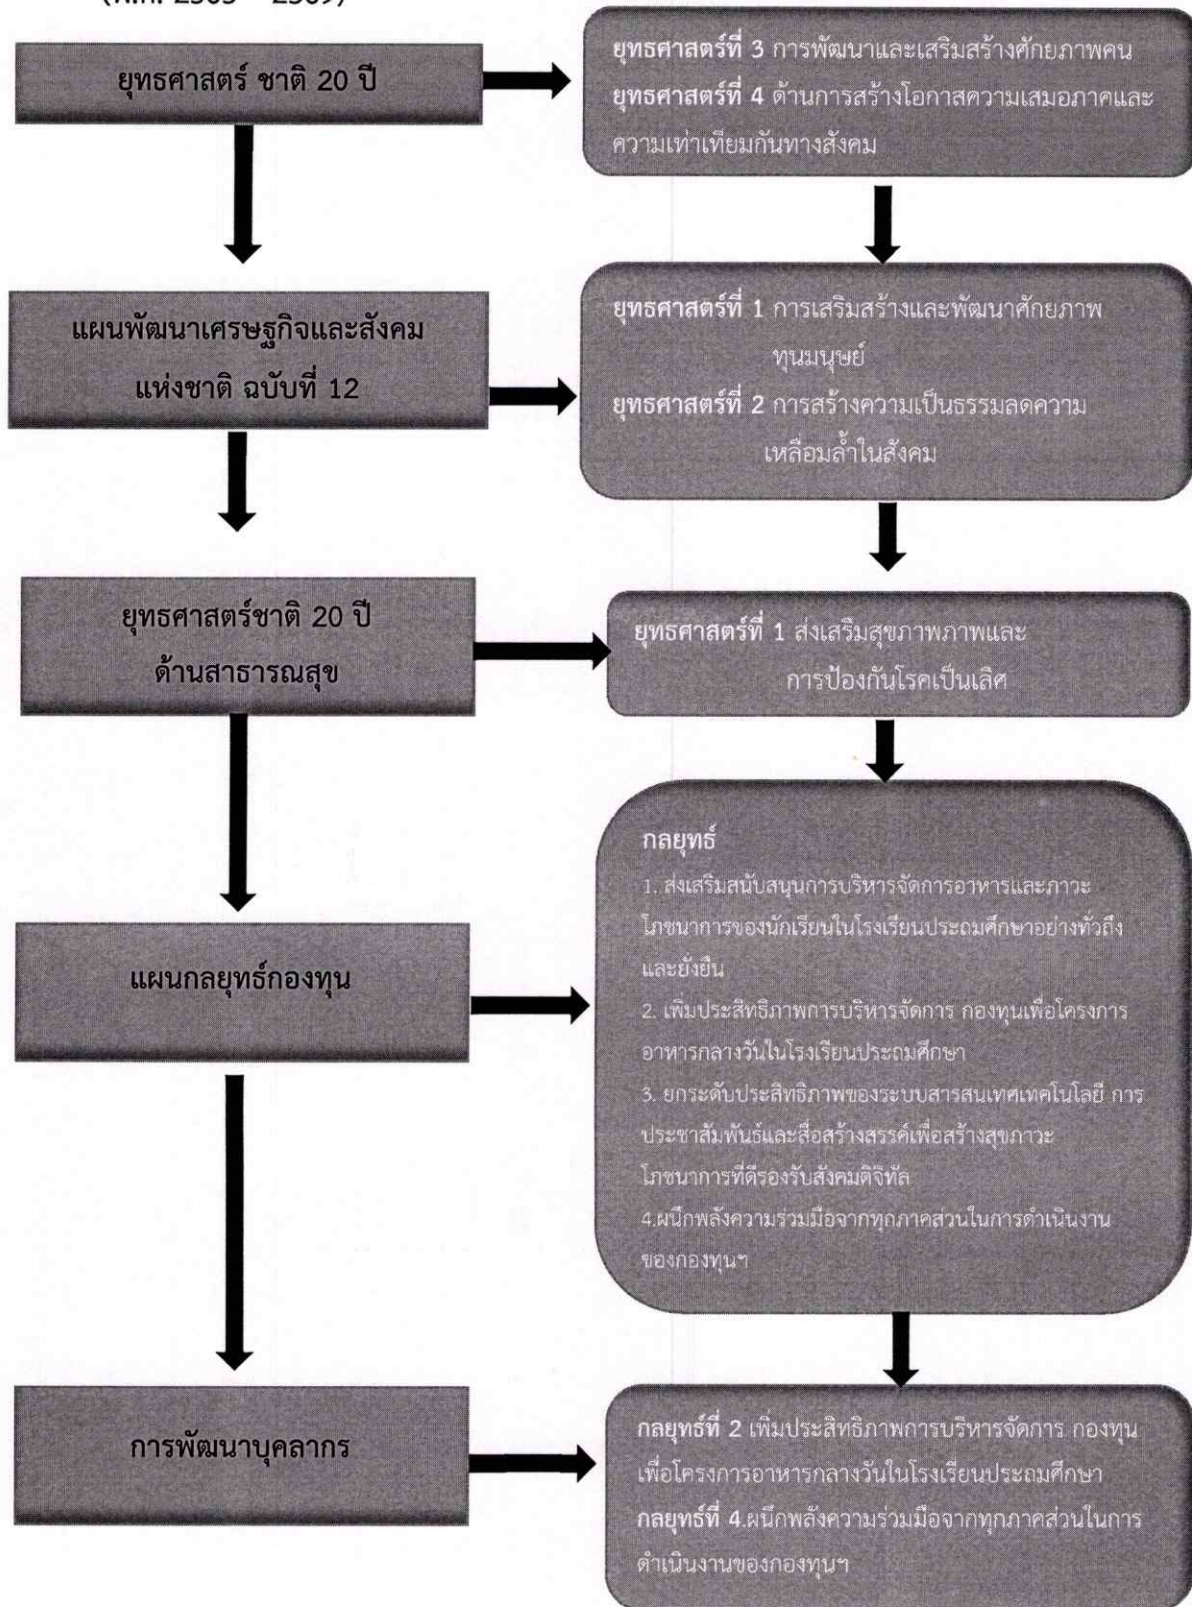 ยุทธศาสตร์ ชาติ 20 ปี
ยุทธศาสตร์ที่ 3 การพัฒนาและเสริมสร้างศักยภาพคน
ยุทธศาสตร์ที่ 4 ด้านการสร้างโอกาสความเสมอภาคและ
ความเท่าเทียมกันทางสังคม
แผนพัฒนาเศรษฐกิจและสังคม
แห่งชาติ ฉบับที่ 12
ยุทธศาสตร์ที่ 1 การเสริมสร้างและพัฒนาศักยภาพ
ทุนมนุษย์
ยุทธศาสตร์ที่ 2 การสร้างความเป็นธรรมลดความ
เหลื่อมล้ำในสังคม
ยุทธศาสตร์ชาติ 20 ปี
ด้านสาธารณสุข
ยุทธศาสตร์ที่ 1 ส่งเสริมสุขภาพภาพและ
การป้องกันโรคเป็นเลิศ
แผนกลยุทธ์กองทุน
กลยุทธ์
1. ส่งเสริมสนับสนุนการบริหารจัดการอาหารและภาวะ
โภชนาการของนักเรียนในโรงเรียนประถมศึกษาอย่างทั่วถึง
และยั่งยืน
2. เพิ่มประสิทธิภาพการบริหารจัดการ กองทุนเพื่อโครงการ
อาหารกลางวันในโรงเรียนประถมศึกษา
3. ยกระดับประสิทธิภาพของระบบสารสนเทศเทคโนโลยี การ
ประชาสัมพันธ์และสื่อสร้างสรรค์เพื่อสร้างสุขภาวะ
โภชนาการที่ดีรองรับสังคมดิจิทัล
4.ผนึกพลังความร่วมมือจากทุกภาคส่วนในการดำเนินงาน
ของกองทุนฯ
การพัฒนาบุคลากร
กลยุทธ์ที่ 2 เพิ่มประสิทธิภาพการบริหารจัดการ กองทุน
เพื่อโครงการอาหารกลางวันในโรงเรียนประถมศึกษา
กลยุทธ์ที่ 4.ผนึกพลังความร่วมมือจากทุกภาคส่วนในการ
ดำเนินงานของกองทุนฯ